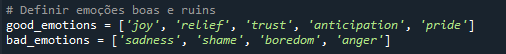 # Definir emoções boas e ruins
good_emotions = ['joy', 'relief', 'trust', 'anticipation', 'pride']
bad_emotions = ['sadness', 'shame', 'boredom', 'anger']